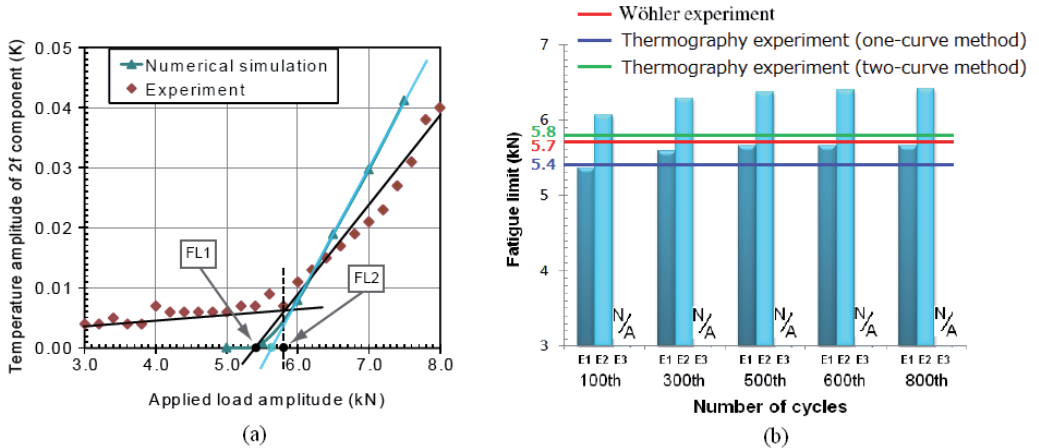 Temperature amplitude of 2f component (K)
0.05
0.04
0.03
0.02
0.01
0.00
Numerical simulation
Experiment
FL1
FL2
3.0 4.0 5.0 6.0 7.0 8.0
Applied load amplitude (kN)
(a)
Wöhler experiment
Thermography experiment (one-curve method)
Thermography experiment (two-curve method)
Fatigue limit (kN)
7
6
5
4
3
5.8
5.7
5.4
N/A N/A N/A N/A N/A
E1 E2 E3 E1 E2 E3 E1 E2 E3 E1 E2 E3 E1 E2 E3
100th 300th 500th 600th 800th
Number of cycles
(b)